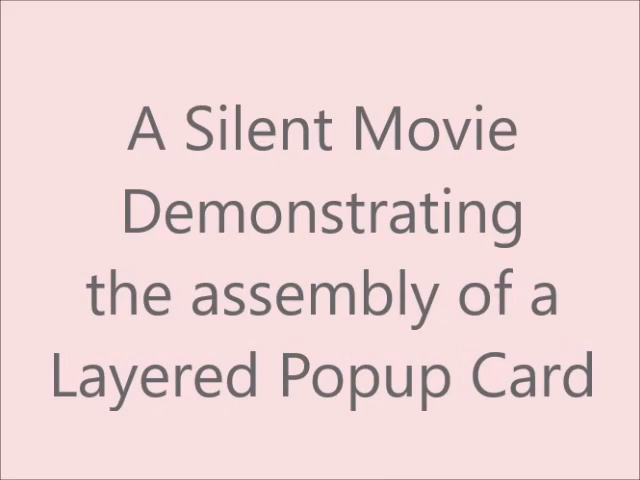 A Silent Movie
Demonstrating
the assembly of a
Layered Popup Card